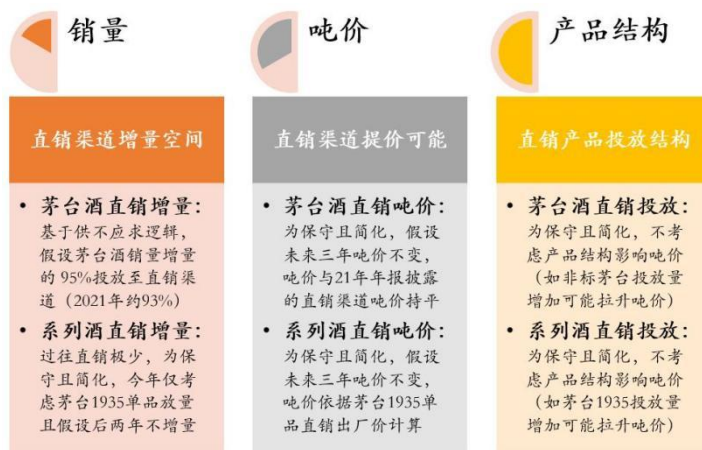 销量
直销渠道增量空间
• 茅台酒直销增量：
基于供不应求逻辑，
假设茅台酒销量增量
的 95%投放至直销渠
道（2021年约93%）
• 系列酒直销增量：
过往直销极少，为保
守且简化，今年仅考
虑茅台1935单品放量
且假设后两年不增量
吨价
直销渠道提价可能
• 茅台酒直销吨价：
为保守且简化，假设
未来三年吨价不变，
吨价与21年年报披露
的直销渠道吨价持平
• 系列酒直销吨价：
为保守且简化，假设
未来三年吨价不变，
吨价依据茅台1935单
品直销出厂价计算
产品结构
直销产品投放结构
• 茅台酒直销投放：
为保守且简化，不考
虑产品结构影响吨价
（如非标茅台投放量
增加可能拉升吨价）
• 系列酒直销投放：
为保守且简化，不考
虑产品结构影响吨价
（如茅台1935投放量
增加可能拉升吨价）